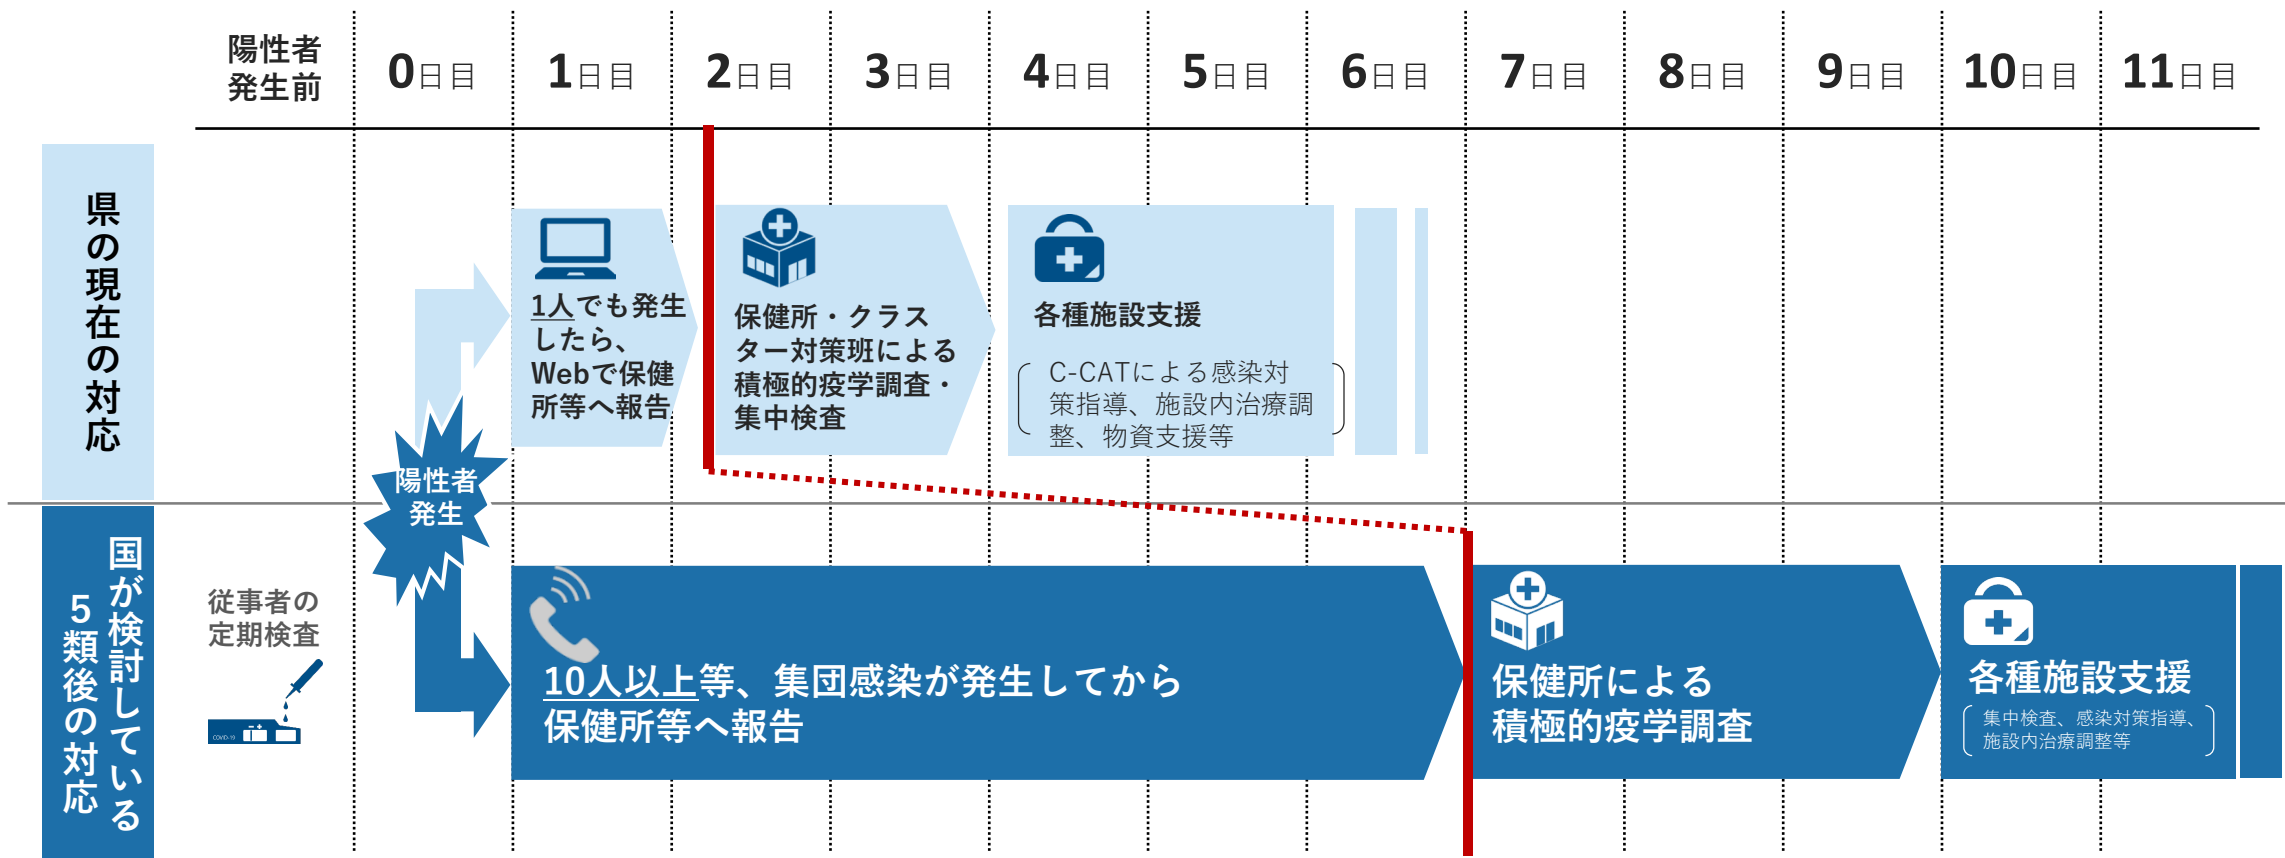 陽性者
発生前
0日目
1日目
2日目
3日目
4日目
5日目
6日目
7日目
8日目
9日目
10日目
11日目
県の現在の対応
1人でも発生
したら、
Webで保健
所等へ報告
保健所・クラス
ター対策班による
積極的疫学調査・
集中検査
各種施設支援
C-CATによる感染対
策指導、施設内治療調
整、物資支援等
陽性者
発生
国が検討している
5類後の対応
従事者の
定期検査
COVID-19
10人以上等、集団感染が発生してから
保健所等へ報告
保健所による
積極的疫学調査
各種施設支援
集中検査、感染対策指導、
施設内治療調整等